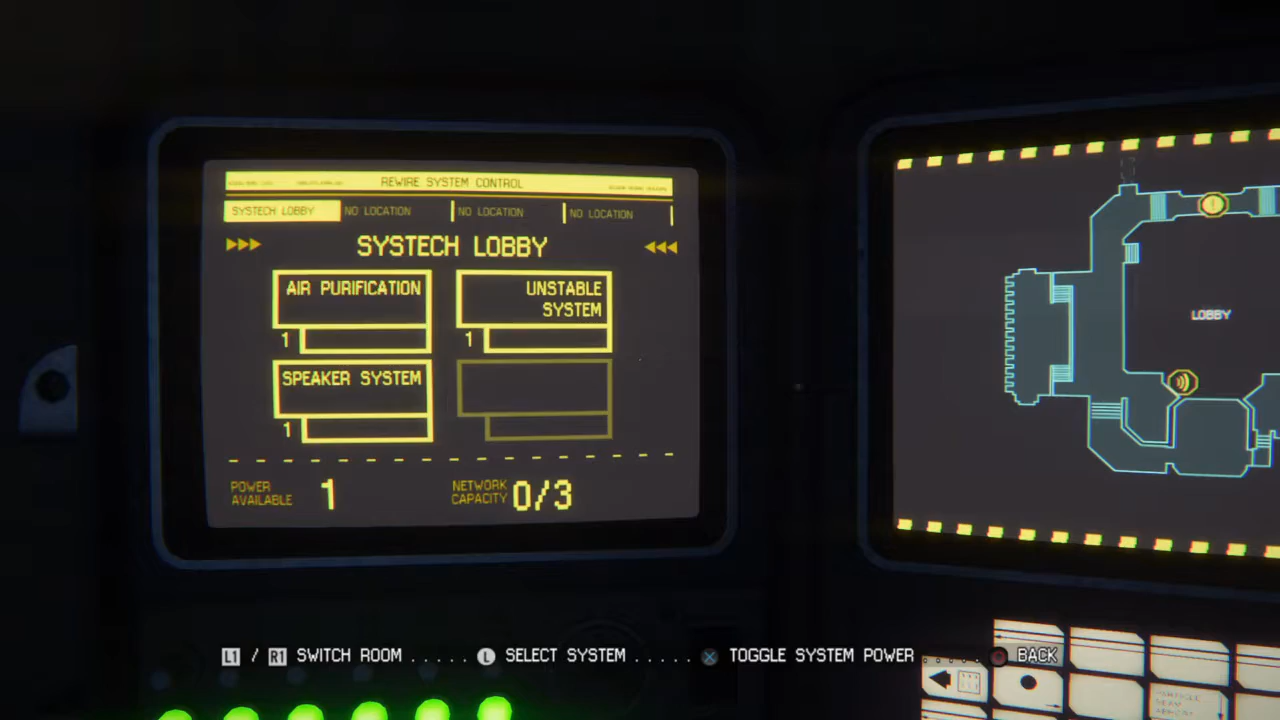 REWIRE SYSTEM CONTROL
SYSTECH LOBBY NO LOCATION NO LOCATION NO LOCATION
SYSTECH LOBBY
AIR PURIFICATION
1
UNSTABLE
SYSTEM
1
SPEAKER SYSTEM
1
POWER
AVAILABLE 1
NETWORK
CAPACITY 0/3
LOBBY
L1 / R1 SWITCH ROOM ..... L SELECT SYSTEM ..... TOGGLE SYSTEM POWER ..... BACK